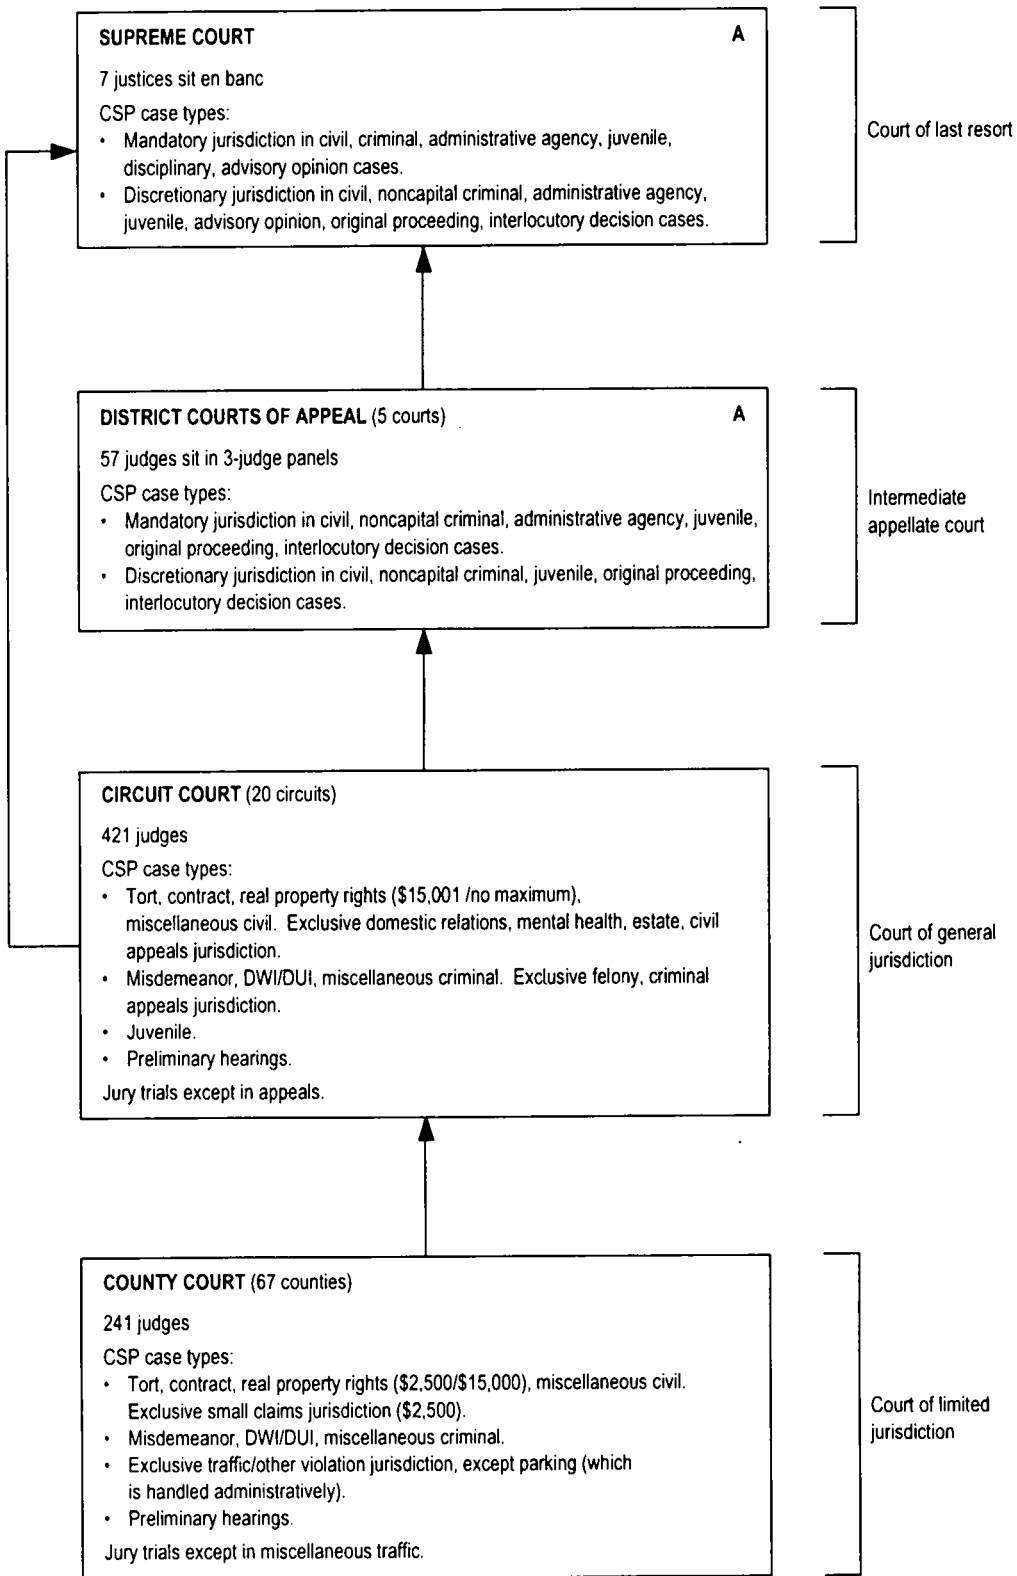 SUPREME COURT A
7 justices sit en banc
CSP case types:
• Mandatory jurisdiction in civil, criminal, administrative agency, juvenile,
disciplinary, advisory opinion cases.
• Discretionary jurisdiction in civil, noncapital criminal, administrative agency,
juvenile, advisory opinion, original proceeding, interlocutory decision cases.
Court of last resort
DISTRICT COURTS OF APPEAL (5 courts) A
57 judges sit in 3-judge panels
CSP case types:
• Mandatory jurisdiction in civil, noncapital criminal, administrative agency, juvenile,
original proceeding, interlocutory decision cases.
• Discretionary jurisdiction in civil, noncapital criminal, juvenile, original proceeding,
interlocutory decision cases.
Intermediate
appellate court
CIRCUIT COURT (20 circuits)
421 judges
CSP case types:
• Tort, contract, real property rights ($15,001 /no maximum),
miscellaneous civil. Exclusive domestic relations, mental health, estate, civil
appeals jurisdiction.
• Misdemeanor, DWI/DUI, miscellaneous criminal. Exclusive felony, criminal
appeals jurisdiction.
• Juvenile.
• Preliminary hearings.
Jury trials except in appeals.
Court of general
jurisdiction
COUNTY COURT (67 counties)
241 judges
CSP case types:
• Tort, contract, real property rights ($2,500/$15,000), miscellaneous civil.
Exclusive small claims jurisdiction ($2,500).
• Misdemeanor, DWI/DUI, miscellaneous criminal.
• Exclusive traffic/other violation jurisdiction, except parking (which
is handled administratively).
• Preliminary hearings.
Jury trials except in miscellaneous traffic.
Court of limited
jurisdiction